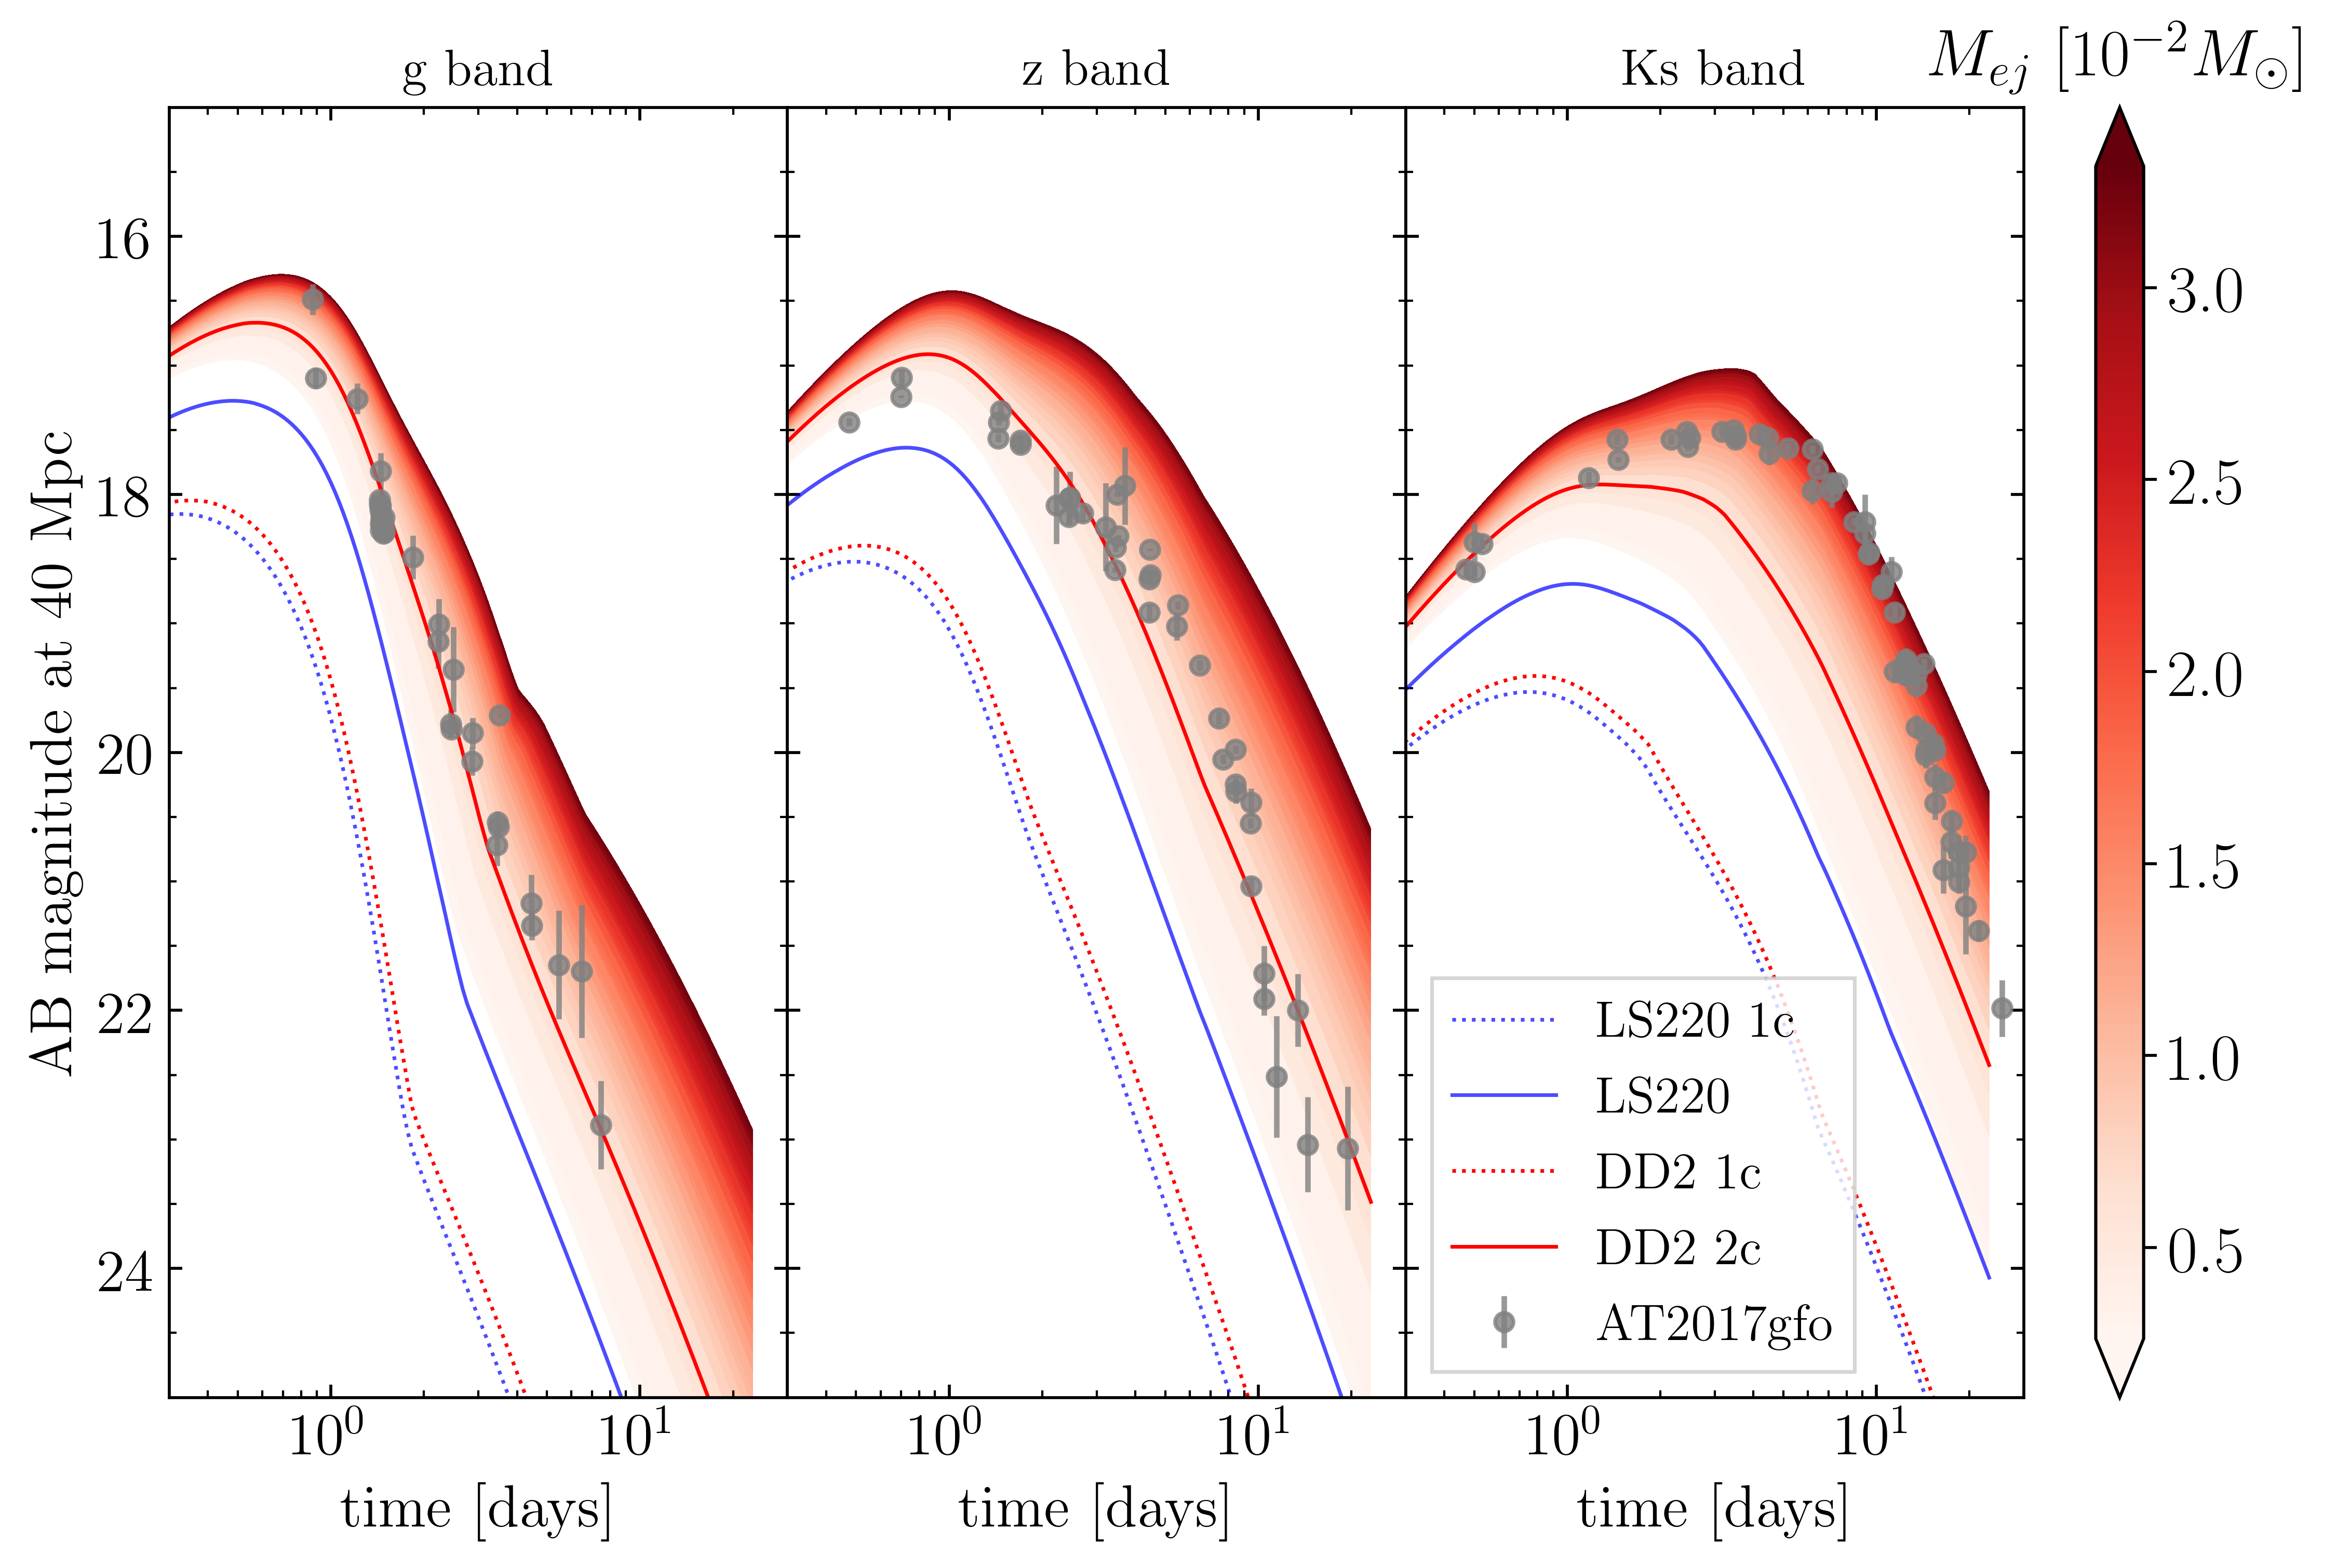 g band
z band
Ks band
M_{ej} [10^{-2}M_⊙]
AB magnitude at 40 Mpc
16
18
20
22
24
10^0
10^1
10^0
10^1
10^0
10^1
time [days]
time [days]
time [days]
LS220 1c
LS220
DD2 1c
DD2 2c
AT2017gfo
3.0
2.5
2.0
1.5
1.0
0.5